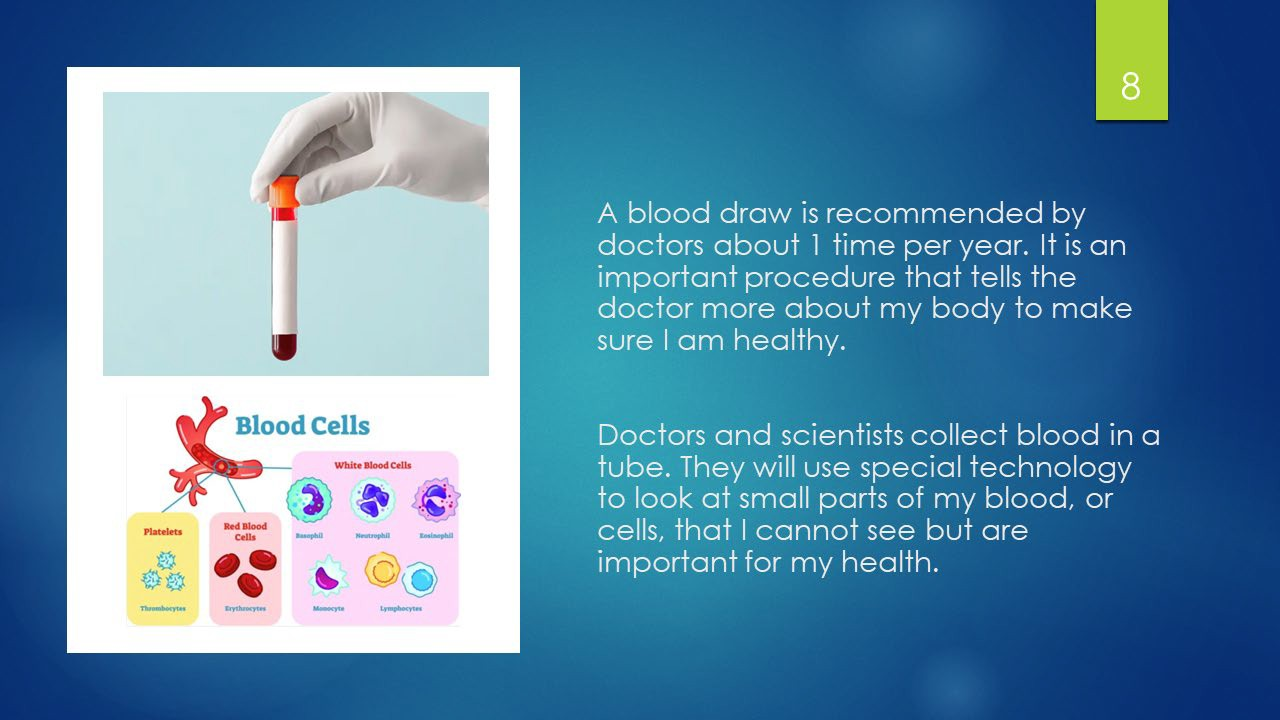 8
A blood draw is recommended by
doctors about 1 time per year. It is an
important procedure that tells the
doctor more about my body to make
sure I am healthy.
Doctors and scientists collect blood in a
tube. They will use special technology
to look at small parts of my blood, or
cells, that I cannot see but are
important for my health.
Blood Cells
White Blood Cells
Basophil
Neutrophil
Eosinophil
Monocyte
Lymphocytes
Platelets
Thrombocytes
Red Blood
Cells
Erythrocytes